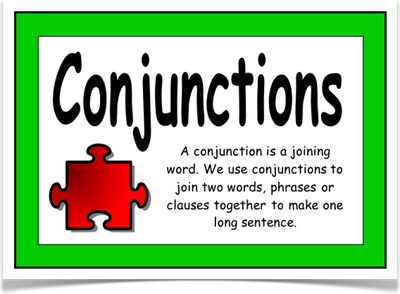 Conjunctions
A conjunction is a joining
word. We use conjunctions to
join two words, phrases or
clauses together to make one
long sentence.